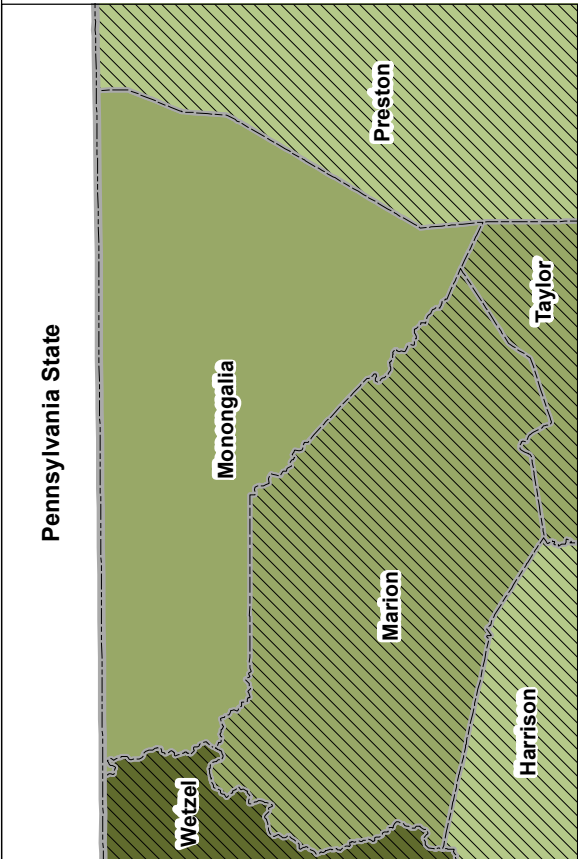 Pennsylvania State
Preston
Monongalia
Taylor
Marion
Wetzel
Harrison